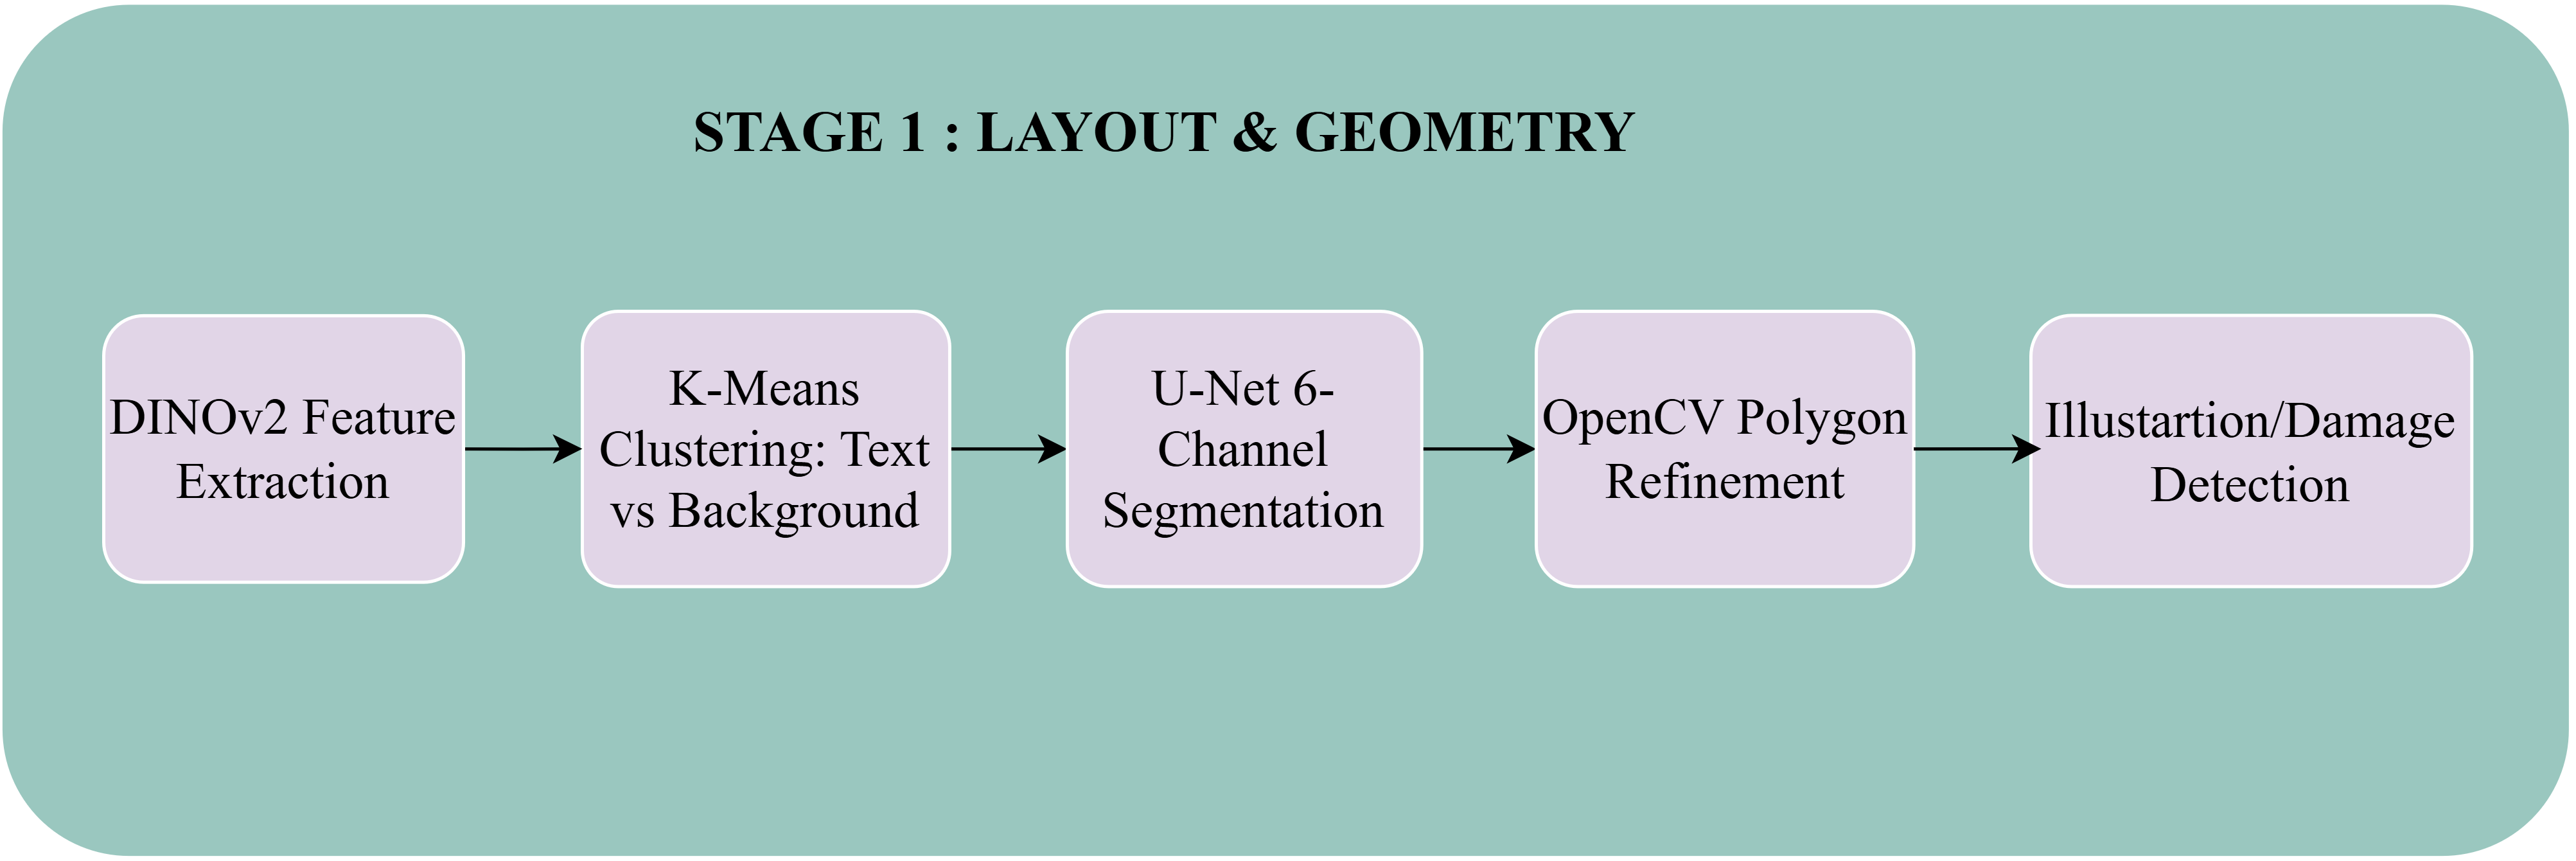 STAGE 1 : LAYOUT & GEOMETRY
DINOv2 Feature
Extraction
K-Means
Clustering: Text
vs Background
U-Net 6-
Channel
Segmentation
OpenCV Polygon
Refinement
Illustartion/Damage
Detection